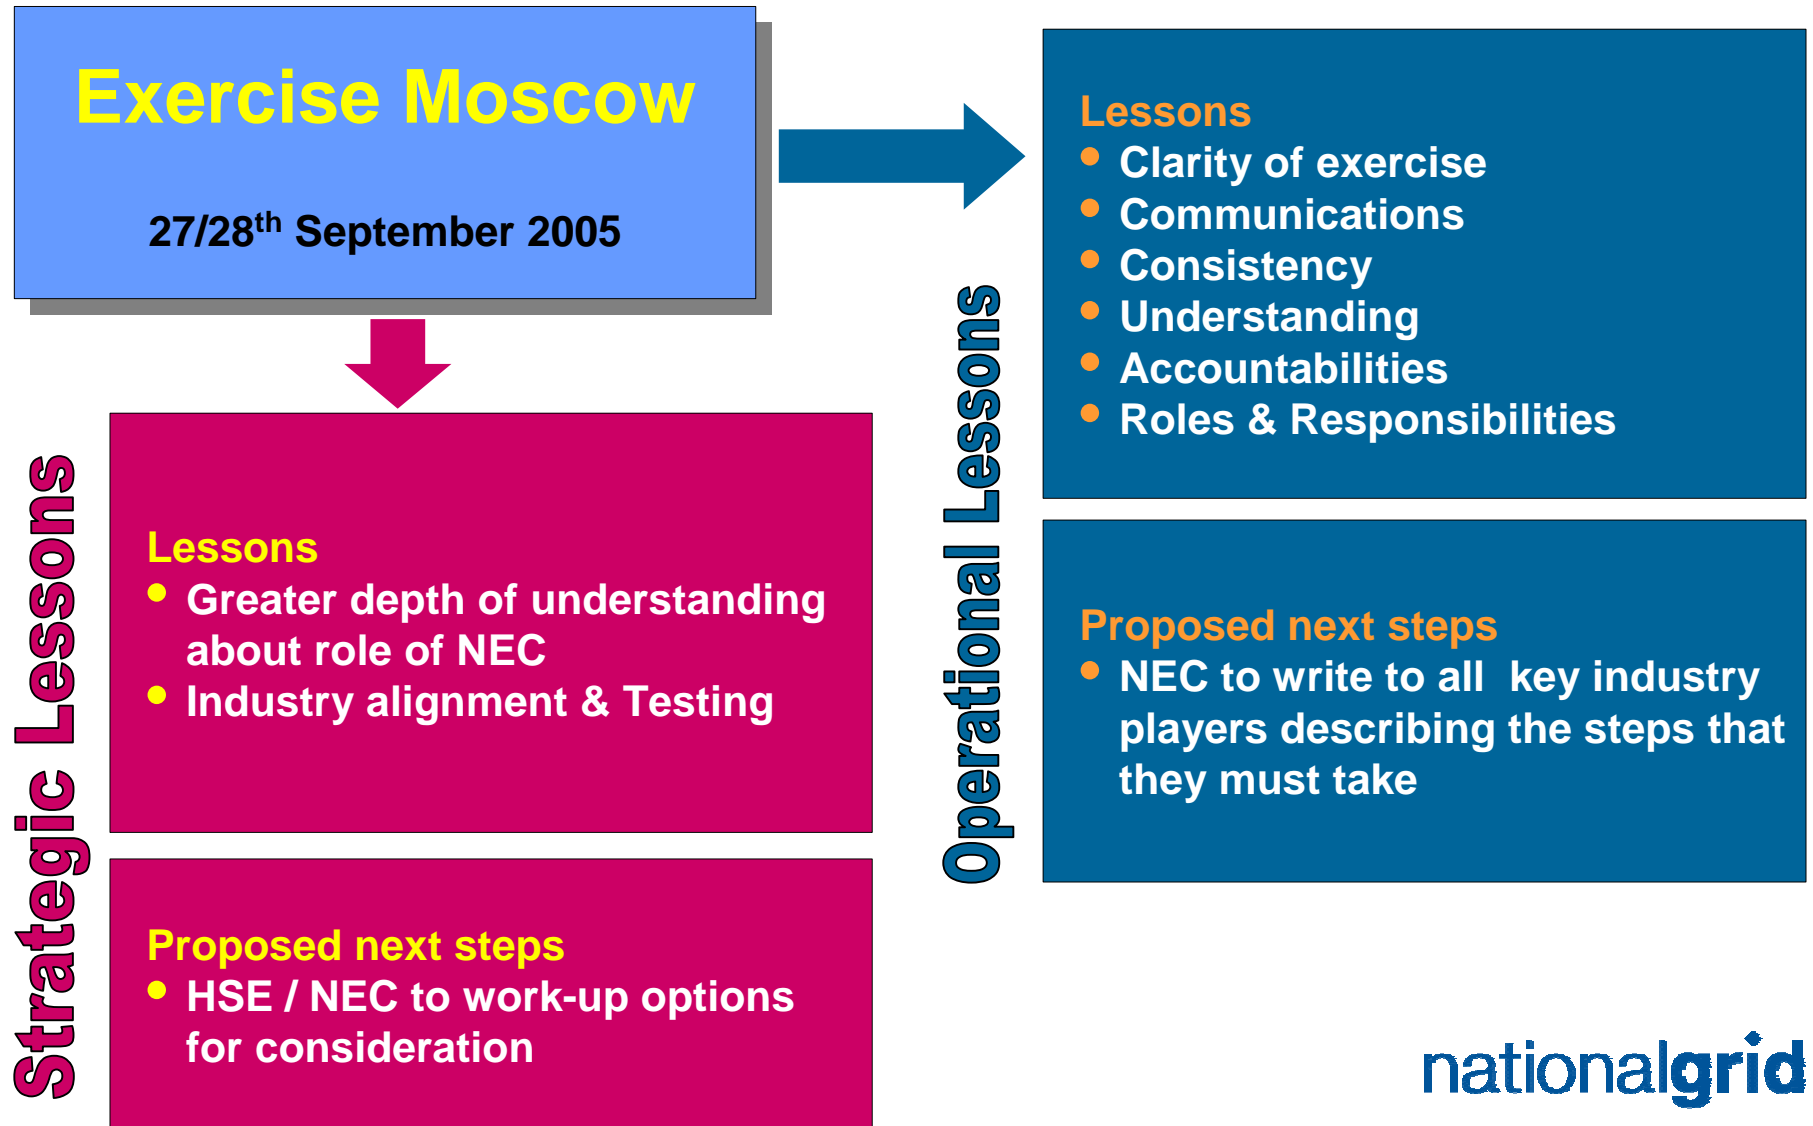 Exercise Moscow
27/28th September 2005
Strategic Lessons
Lessons
• Greater depth of understanding
about role of NEC
• Industry alignment & Testing
Proposed next steps
• HSE / NEC to work-up options
for consideration
Operational Lessons
Lessons
• Clarity of exercise
• Communications
• Consistency
• Understanding
• Accountabilities
• Roles & Responsibilities
Proposed next steps
• NEC to write to all key industry
players describing the steps that
they must take
nationalgrid